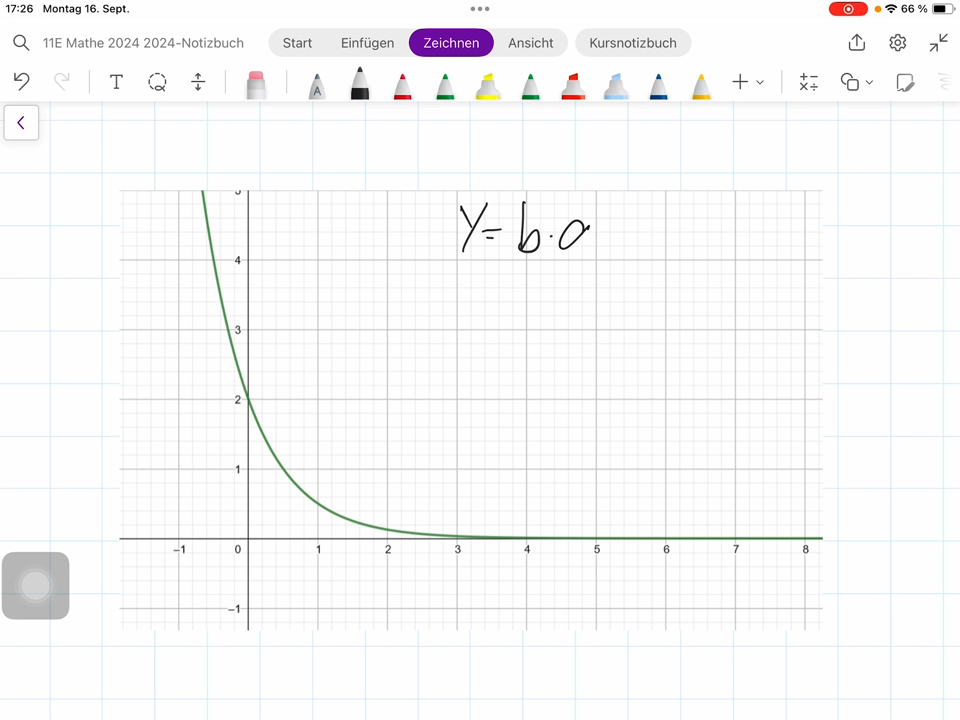 17:26 Montag 16. Sept. 66 %
11E Mathe 2024 2024-Notizbuch Start Einfügen Zeichnen Ansicht Kursnotizbuch
T A
y = b · a
5
4
3
2
1
−1 0 1 2 3 4 5 6 7 8
−1